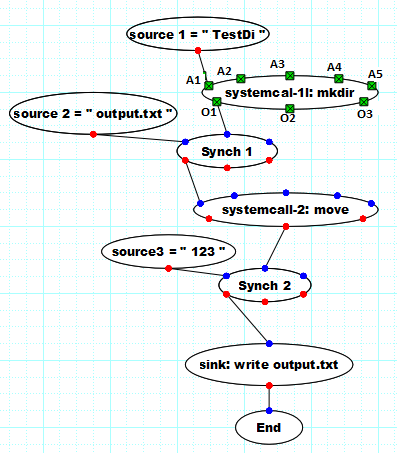 source 1 = " TestDi "
A1 A2 A3 A4 A5
systemcal-1l: mkdir
O1 O2 O3
source 2 = " output.txt "
Synch 1
systemcall-2: move
source3 = " 123 "
Synch 2
sink: write output.txt
End